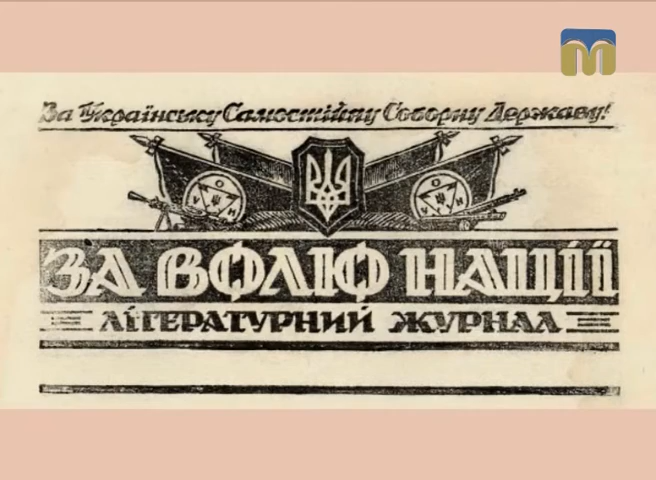 За Українську Самостійну Соборну Державу!
О У Н
О У Н
ЗА ВОЛЮ НАЦІЇ
ЛІТЕРАТУРНИЙ ЖУРНАЛ